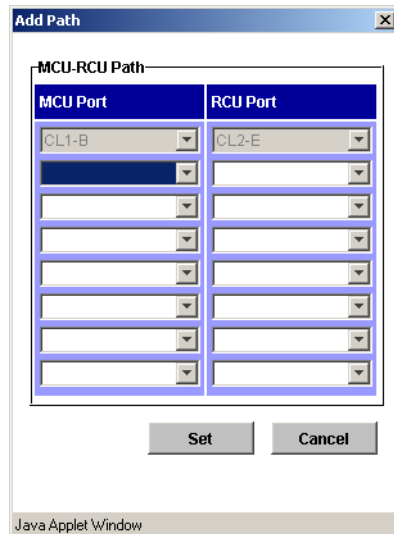 Add Path
MCU-RCU Path
MCU Port RCU Port
CL1-B CL2-E
Set Cancel
Java Applet Window